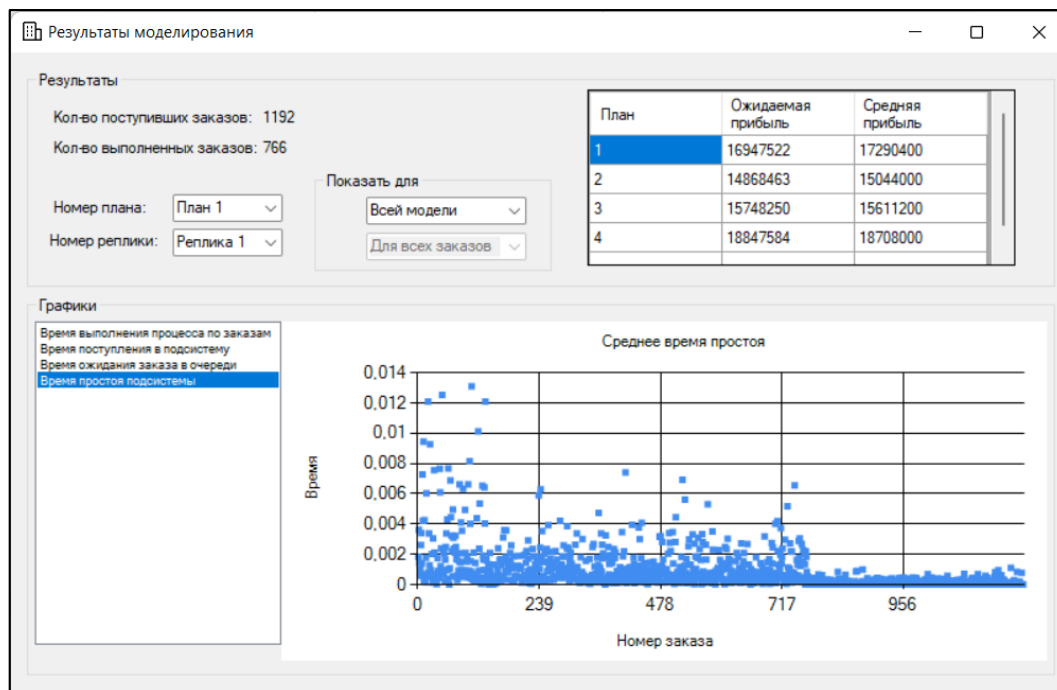 Результаты моделирования
Результаты
Кол-во поступивших заказов: 1192
Кол-во выполненных заказов: 766
Номер плана: План 1
Номер реплики: Реплика 1
Показать для
Всей модели
Для всех заказов
План Ожидаемая прибыль Средняя прибыль
1 16947522 17290400
2 14868463 15044000
3 15748250 15611200
4 18847584 18708000
Графики
Время выполнения процесса по заказам
Время поступления в подсистему
Время ожидания заказа в очереди
Время простоя подсистемы
Среднее время простоя
Время
0,014
0,012
0,01
0,008
0,006
0,004
0,002
0
0 239 478 717 956
Номер заказа